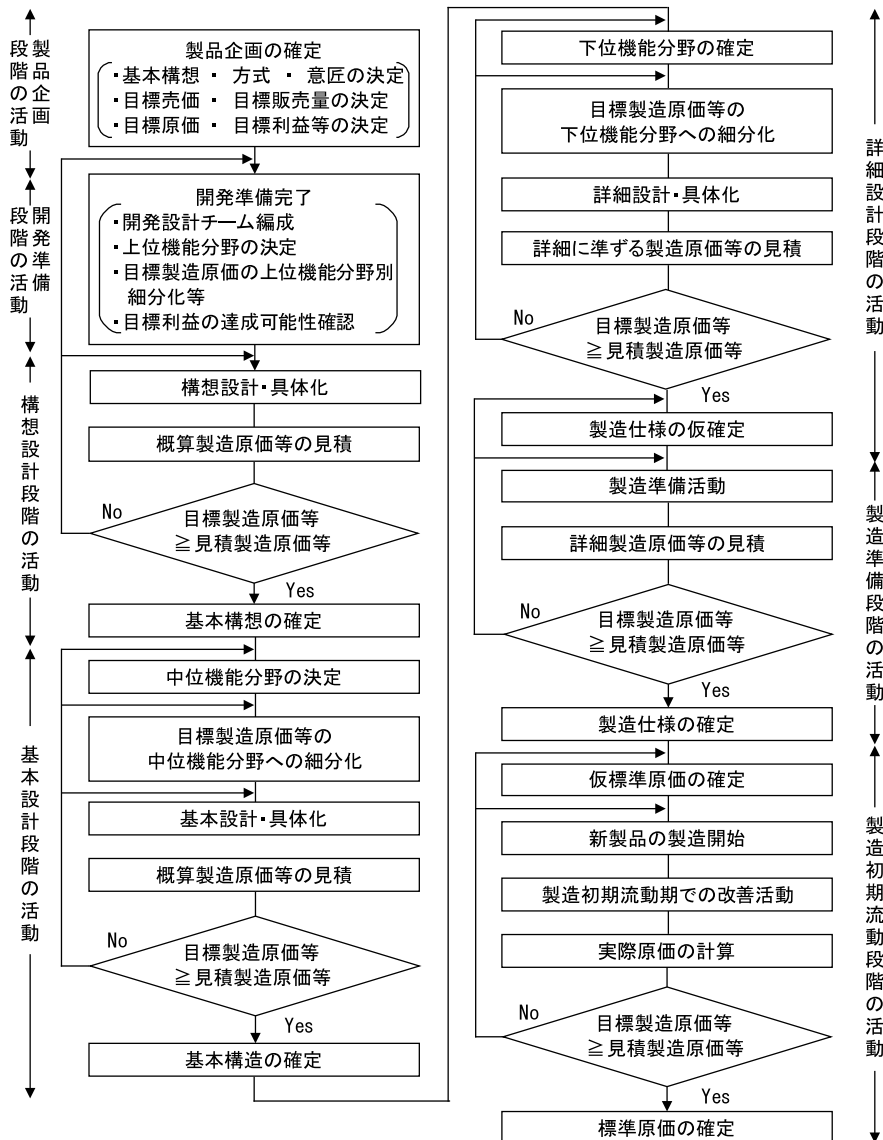 製品企画
段階の活動
製品企画の確定
・基本構想 ・ 方式 ・ 意匠の決定
・目標売価 ・ 目標販売量の決定
・目標原価 ・ 目標利益等の決定
開発準備
段階の活動
開発準備完了
・開発設計チーム編成
・上位機能分野の決定
・目標製造原価の上位機能分野別
細分化等
・目標利益の達成可能性確認
構想設計段階の活動
構想設計・具体化
概算製造原価等の見積
No
目標製造原価等
≧見積製造原価等
Yes
基本構想の確定
基本設計段階の活動
中位機能分野の決定
目標製造原価等の
中位機能分野への細分化
基本設計・具体化
概算製造原価等の見積
No
目標製造原価等
≧見積製造原価等
Yes
基本構造の確定
詳細設計段階の活動
下位機能分野の確定
目標製造原価等の
下位機能分野への細分化
詳細設計・具体化
詳細に準ずる製造原価等の見積
No
目標製造原価等
≧見積製造原価等
Yes
製造仕様の仮確定
製造準備段階の活動
製造準備活動
詳細製造原価等の見積
No
目標製造原価等
≧見積製造原価等
Yes
製造仕様の確定
製造初期流動段階の活動
仮標準原価の確定
新製品の製造開始
製造初期流動期での改善活動
実際原価の計算
No
目標製造原価等
≧見積製造原価等
Yes
標準原価の確定